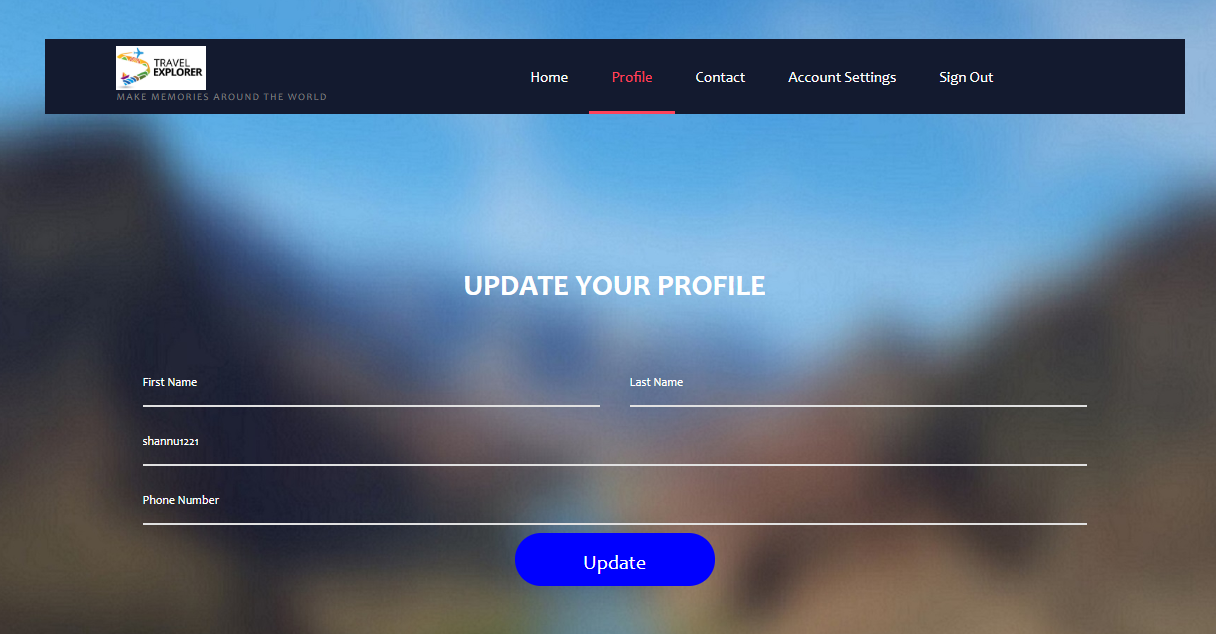 TRAVEL
EXPLORER
MAKE MEMORIES AROUND THE WORLD
Home Profile Contact Account Settings Sign Out
UPDATE YOUR PROFILE
First Name Last Name
shannu1221
Phone Number
Update